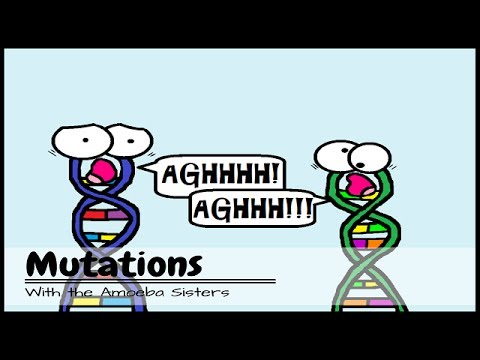 AGHHHH!
AGHHH!!!
Mutations
With the Amoeba Sisters